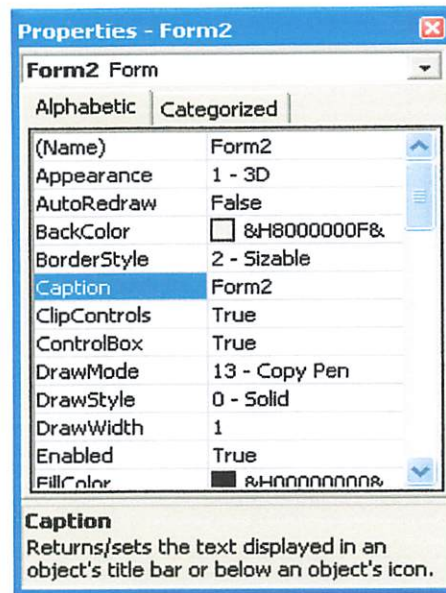 Properties - Form2
Form2 Form
Alphabetic Categorized
(Name) Form2
Appearance 1 - 3D
AutoRedraw False
BackColor &H8000000F&
BorderStyle 2 - Sizable
Caption Form2
ClipControls True
ControlBox True
DrawMode 13 - Copy Pen
DrawStyle 0 - Solid
DrawWidth 1
Enabled True
FillColor &H00000000&
Caption
Returns/sets the text displayed in an
object's title bar or below an object's icon.